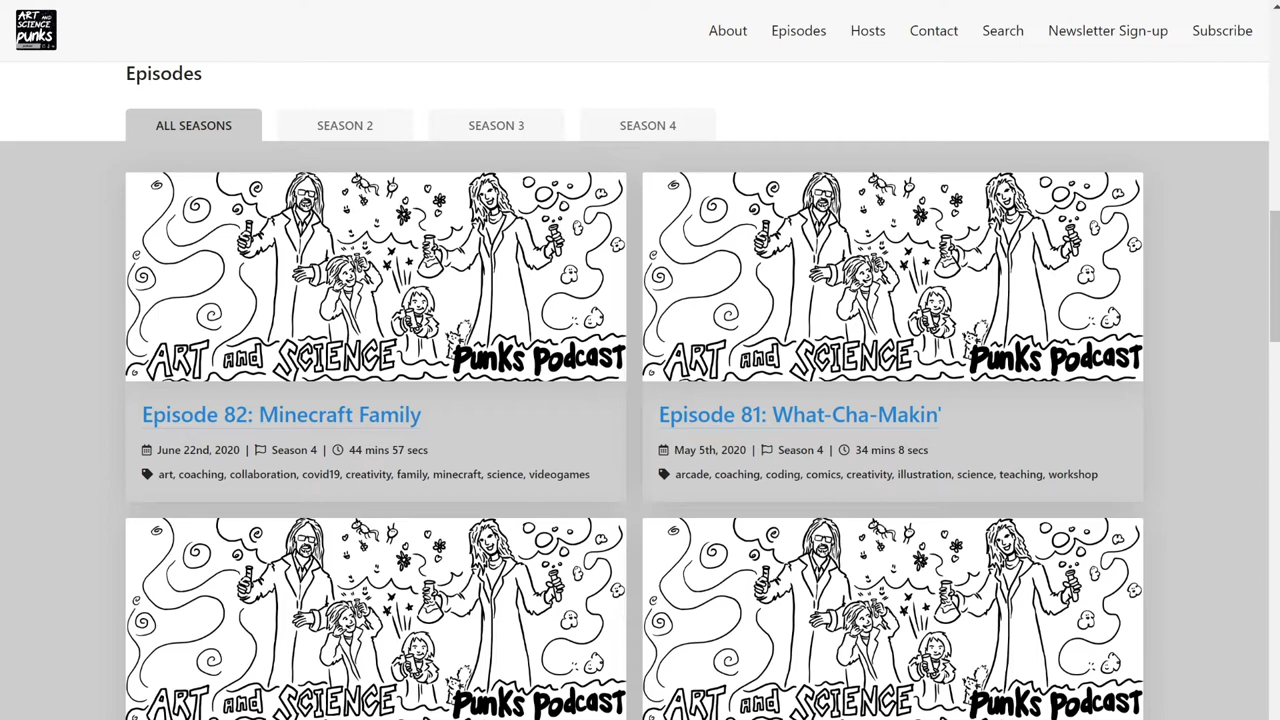 ART AND
SCIENCE
PUNKS
About Episodes Hosts Contact Search Newsletter Sign-up Subscribe
Episodes
ALL SEASONS SEASON 2 SEASON 3 SEASON 4
ART and SCIENCE Punks Podcast
ART and SCIENCE Punks Podcast
Episode 82: Minecraft Family
June 22nd, 2020 | Season 4 | 44 mins 57 secs
art, coaching, collaboration, covid19, creativity, family, minecraft, science, videogames
Episode 81: What-Cha-Makin'
May 5th, 2020 | Season 4 | 34 mins 8 secs
arcade, coaching, coding, comics, creativity, illustration, science, teaching, workshop
ART and SCIENCE Punks Podcast
ART and SCIENCE Punks Podcast